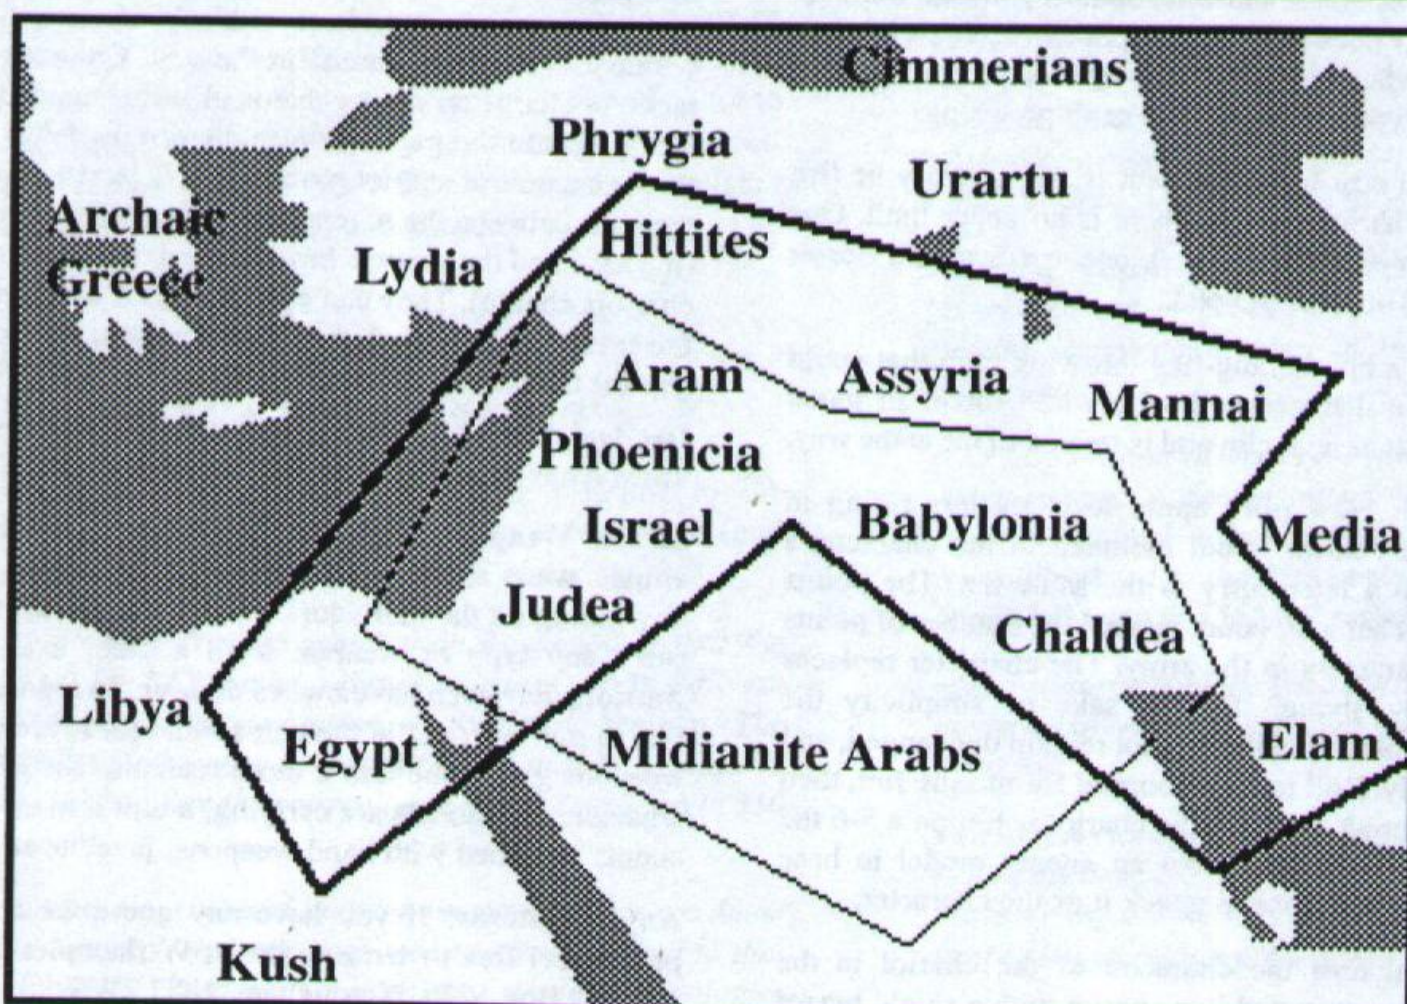 Cimmerians
Phrygia
Urartu
Archaic
Greece
Hittites
Lydia
Aram
Assyria
Mannai
Phoenicia
Israel
Babylonia
Media
Judea
Chaldea
Libya
Egypt
Midianite Arabs
Elam
Kush